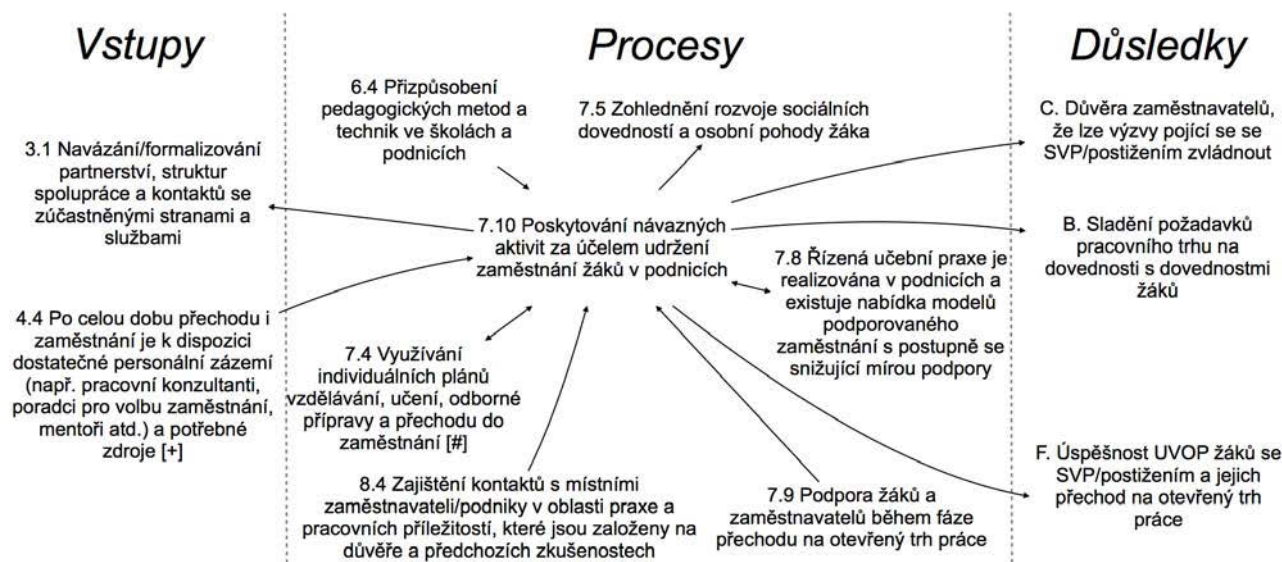 Vstupy
Procesy
Důsledky
3.1 Navázání/formalizování
partnerství, struktur
spolupráce a kontaktů se
zúčastněnými stranami a
službami
4.4 Po celou dobu přechodu i
zaměstnání je k dispozici
dostatečné personální zázemí
(např. pracovní konzultanti,
poradci pro volbu zaměstnání,
mentoři atd.) a potřebné
zdroje [+]
6.4 Přizpůsobení
pedagogických metod a
technik ve školách a
podnicích
7.5 Zohlednění rozvoje sociálních
dovedností a osobní pohody žáka
7.10 Poskytování návazných
aktivit za účelem udržení
zaměstnání žáků v podnicích
7.8 Řízená učební praxe je
realizována v podnicích a
existuje nabídka modelů
podporovaného
zaměstnání s postupně se
snižující mírou podpory
7.4 Využívání
individuálních plánů
vzdělávání, učení, odborné
přípravy a přechodu do
zaměstnání [#]
8.4 Zajištění kontaktů s místními
zaměstnavateli/podniky v oblasti praxe a
pracovních příležitostí, které jsou založeny na
důvěře a předchozích zkušenostech
7.9 Podpora žáků a
zaměstnavatelů během fáze
přechodu na otevřený trh práce
C. Důvěra zaměstnavatelů,
že lze výzvy pojící se se
SVP/postižením zvládnout
B. Sladění požadavků
pracovního trhu na
dovednosti s dovednostmi
žáků
F. Úspěšnost UVOP žáků se
SVP/postižením a jejich
přechod na otevřený trh
práce